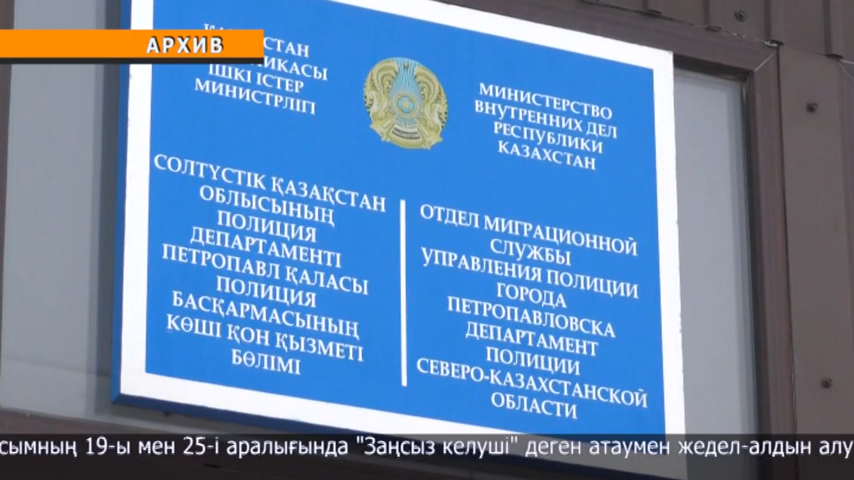 АРХИВ
ІШКІ ІСТЕР
МИНИСТРЛІГІ
МИНИСТЕРСТВО
ВНУТРЕННИХ ДЕЛ
РЕСПУБЛИКИ
КАЗАХСТАН
СОЛТҮСТІК ҚАЗАҚСТАН
ОБЛЫСЫНЫҢ
ПОЛИЦИЯ
ДЕПАРТАМЕНТІ
ПЕТРОПАВЛ ҚАЛАСЫ
ПОЛИЦИЯ
БАСҚАРМАСЫНЫҢ
КӨШІ ҚОН ҚЫЗМЕТІ
БӨЛІМІ
ОТДЕЛ МИГРАЦИОННОЙ
СЛУЖБЫ
УПРАВЛЕНИЯ ПОЛИЦИИ
ГОРОДА
ПЕТРОПАВЛОВСКА
ДЕПАРТАМЕНТ
ПОЛИЦИИ
СЕВЕРО-КАЗАХСТАНСКОЙ
ОБЛАСТИ
сымның 19-ы мен 25-і аралығында "Заңсыз келуші" деген атаумен жедел-алдын алу